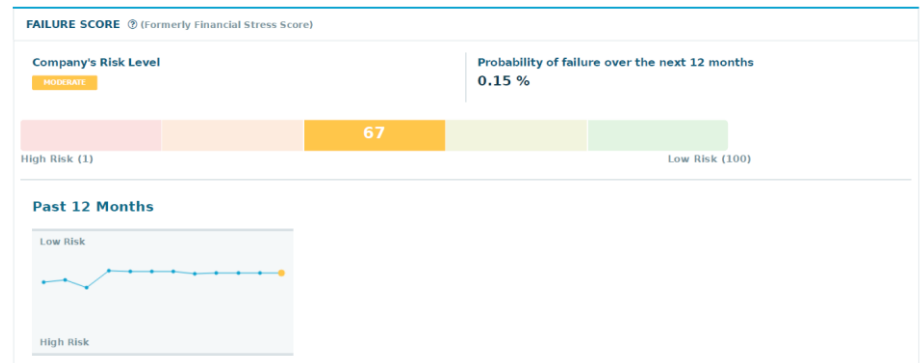 FAILURE SCORE ? (Formerly Financial Stress Score)
Company's Risk Level
MODERATE
Probability of failure over the next 12 months
0.15 %
67
High Risk (1)
Low Risk (100)
Past 12 Months
Low Risk
High Risk